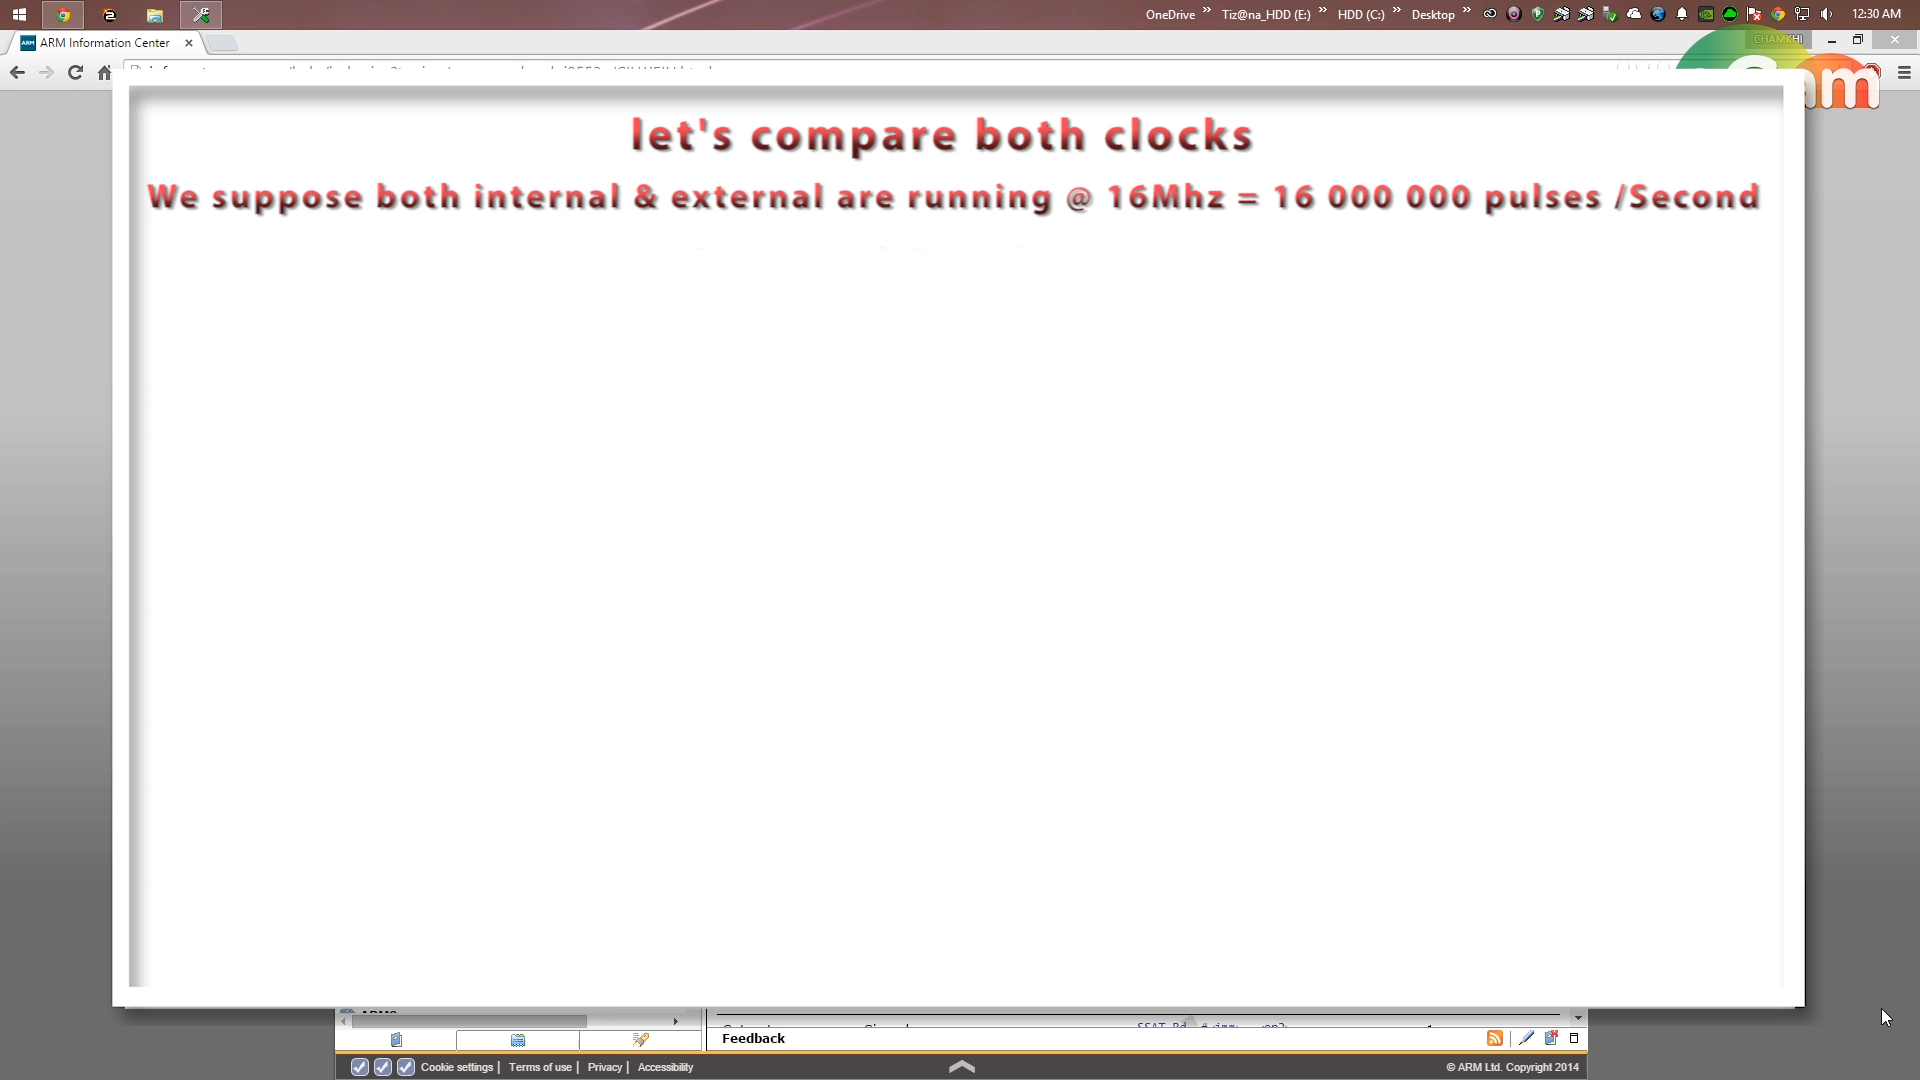 OneDrive » Tiz@na_HDD (E:) » HDD (C:) » Desktop » 12:30 AM
ARM Information Center
CHAMKHI
am
let's compare both clocks
We suppose both internal & external are running @ 16Mhz = 16 000 000 pulses /Second
Feedback
Cookie settings | Terms of use | Privacy | Accessibility
© ARM Ltd. Copyright 2014